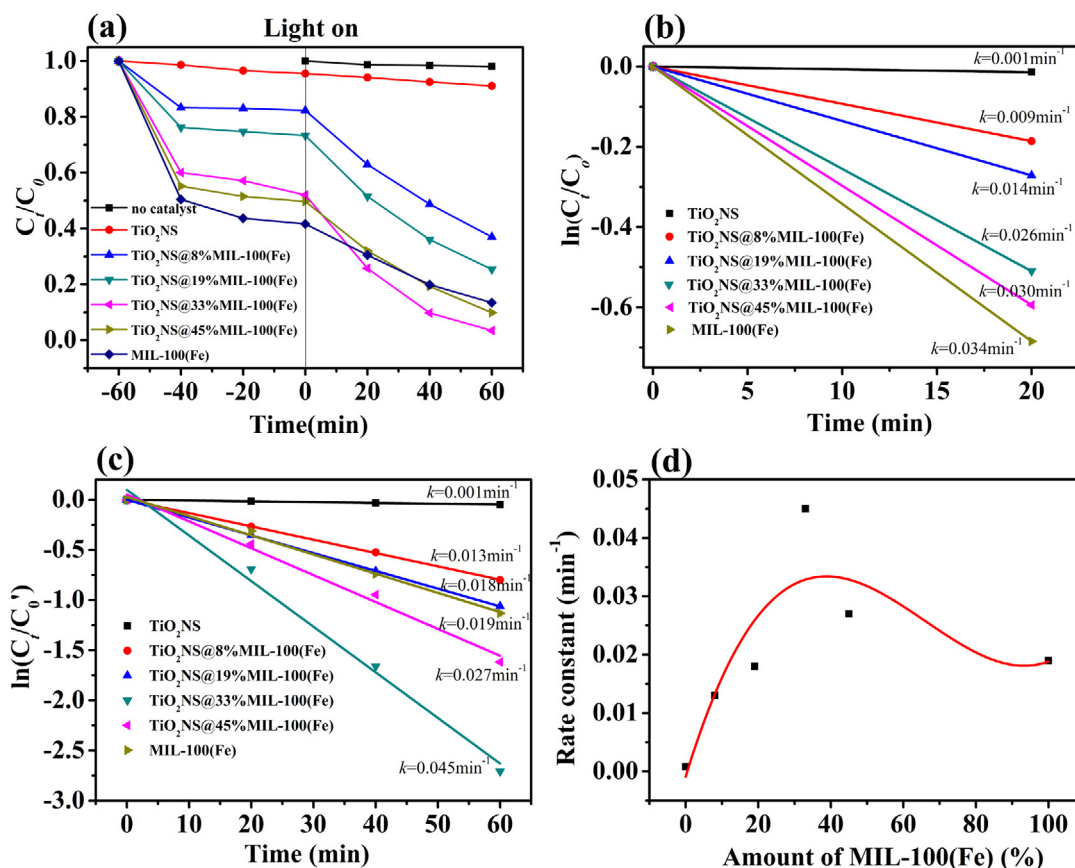 (a)
Light on
1.0
0.8
0.6
0.4
0.2
0.0
Cₜ/C₀
no catalyst
TiO₂NS
TiO₂NS@8%MIL-100(Fe)
TiO₂NS@19%MIL-100(Fe)
TiO₂NS@33%MIL-100(Fe)
TiO₂NS@45%MIL-100(Fe)
MIL-100(Fe)
-60 -40 -20 0 20 40 60
Time(min)
(b)
0.0
-0.2
-0.4
-0.6
ln(Cₜ/Cₒ)
k=0.001min⁻¹
k=0.009min⁻¹
k=0.014min⁻¹
k=0.026min⁻¹
k=0.030min⁻¹
k=0.034min⁻¹
TiO₂NS
TiO₂NS@8%MIL-100(Fe)
TiO₂NS@19%MIL-100(Fe)
TiO₂NS@33%MIL-100(Fe)
TiO₂NS@45%MIL-100(Fe)
MIL-100(Fe)
0 5 10 15 20
Time (min)
(c)
0.0
-0.5
-1.0
-1.5
-2.0
-2.5
-3.0
ln(Cₜ/C₀')
k=0.001min⁻¹
k=0.013min⁻¹
k=0.018min⁻¹
k=0.019min⁻¹
k=0.027min⁻¹
k=0.045min⁻¹
TiO₂NS
TiO₂NS@8%MIL-100(Fe)
TiO₂NS@19%MIL-100(Fe)
TiO₂NS@33%MIL-100(Fe)
TiO₂NS@45%MIL-100(Fe)
MIL-100(Fe)
0 10 20 30 40 50 60
Time (min)
(d)
0.05
0.04
0.03
0.02
0.01
0.00
Rate constant (min⁻¹)
0 20 40 60 80 100
Amount of MIL-100(Fe) (%)